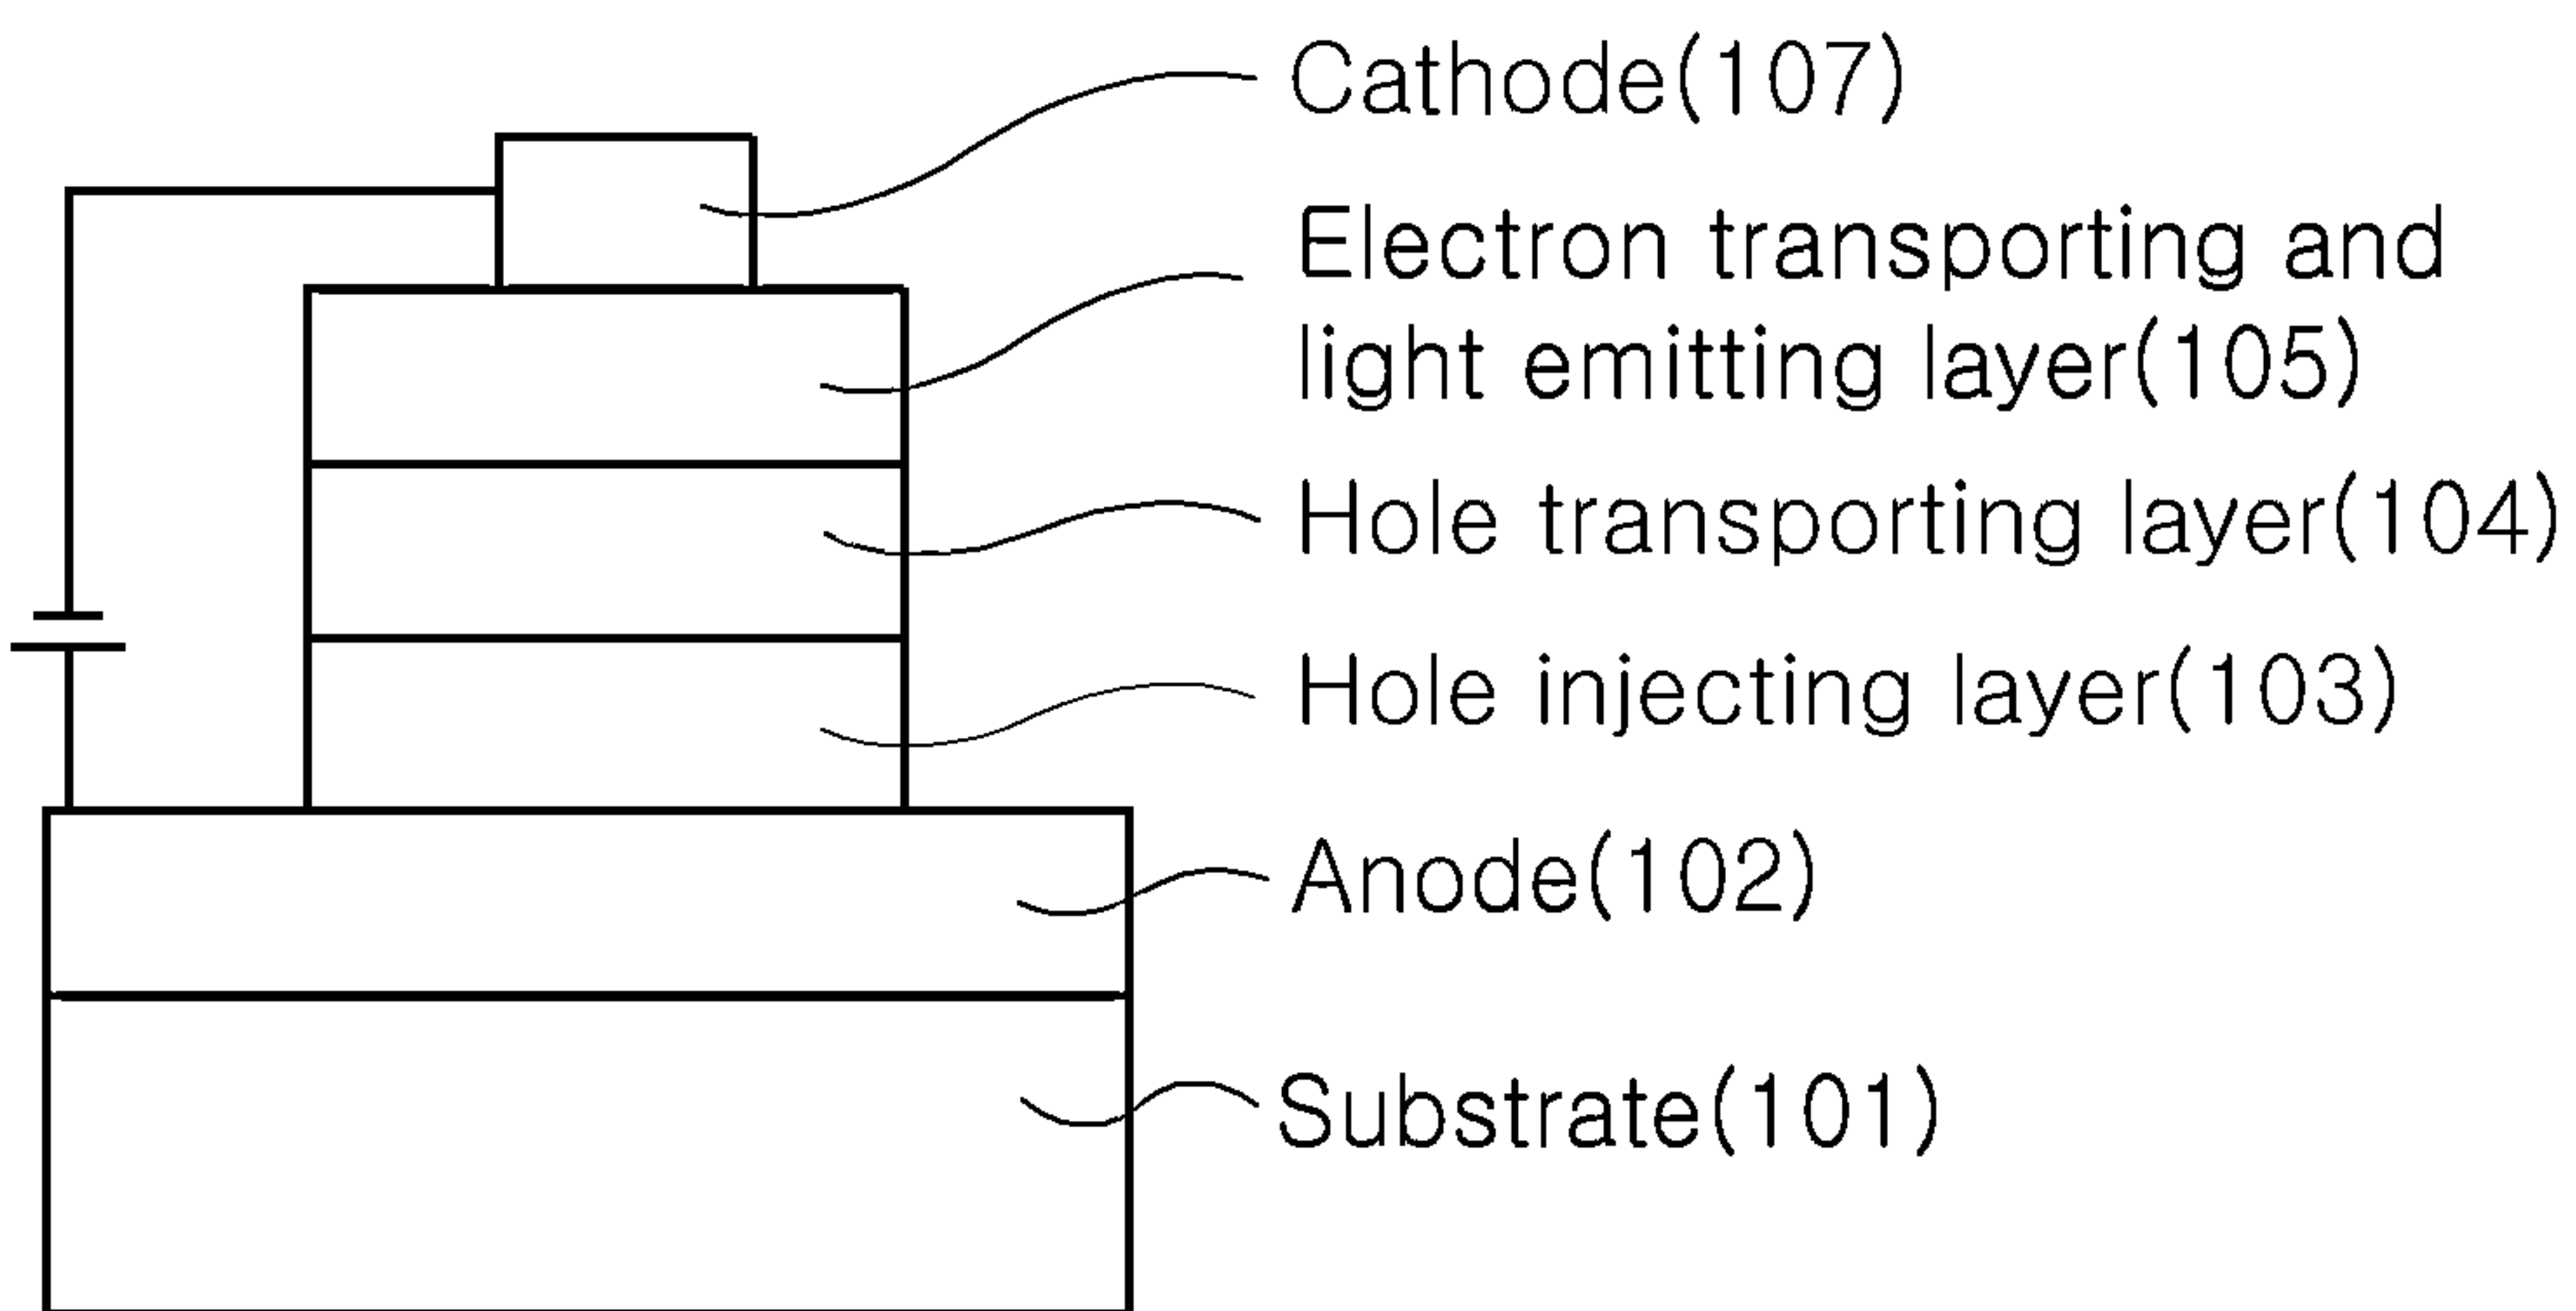 Cathode(107)
Electron transporting and
light emitting layer(105)
Hole transporting layer(104)
Hole injecting layer(103)
Anode(102)
Substrate(101)